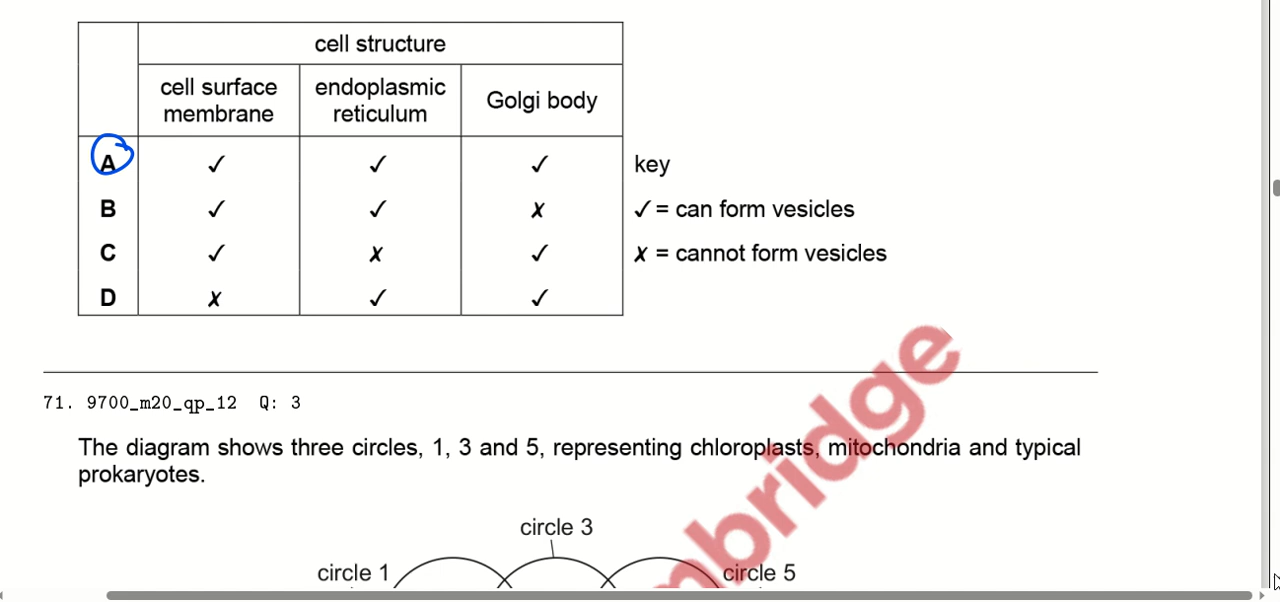 cell structure
cell surface membrane endoplasmic reticulum Golgi body
A ✓ ✓ ✓ key
B ✓ ✓ ✗ ✓ = can form vesicles
C ✓ ✗ ✓ ✗ = cannot form vesicles
D ✗ ✓ ✓
71. 9700_m20_qp_12 Q: 3
The diagram shows three circles, 1, 3 and 5, representing chloroplasts, mitochondria and typical
prokaryotes.
circle 3
circle 1 circle 5
mbridge